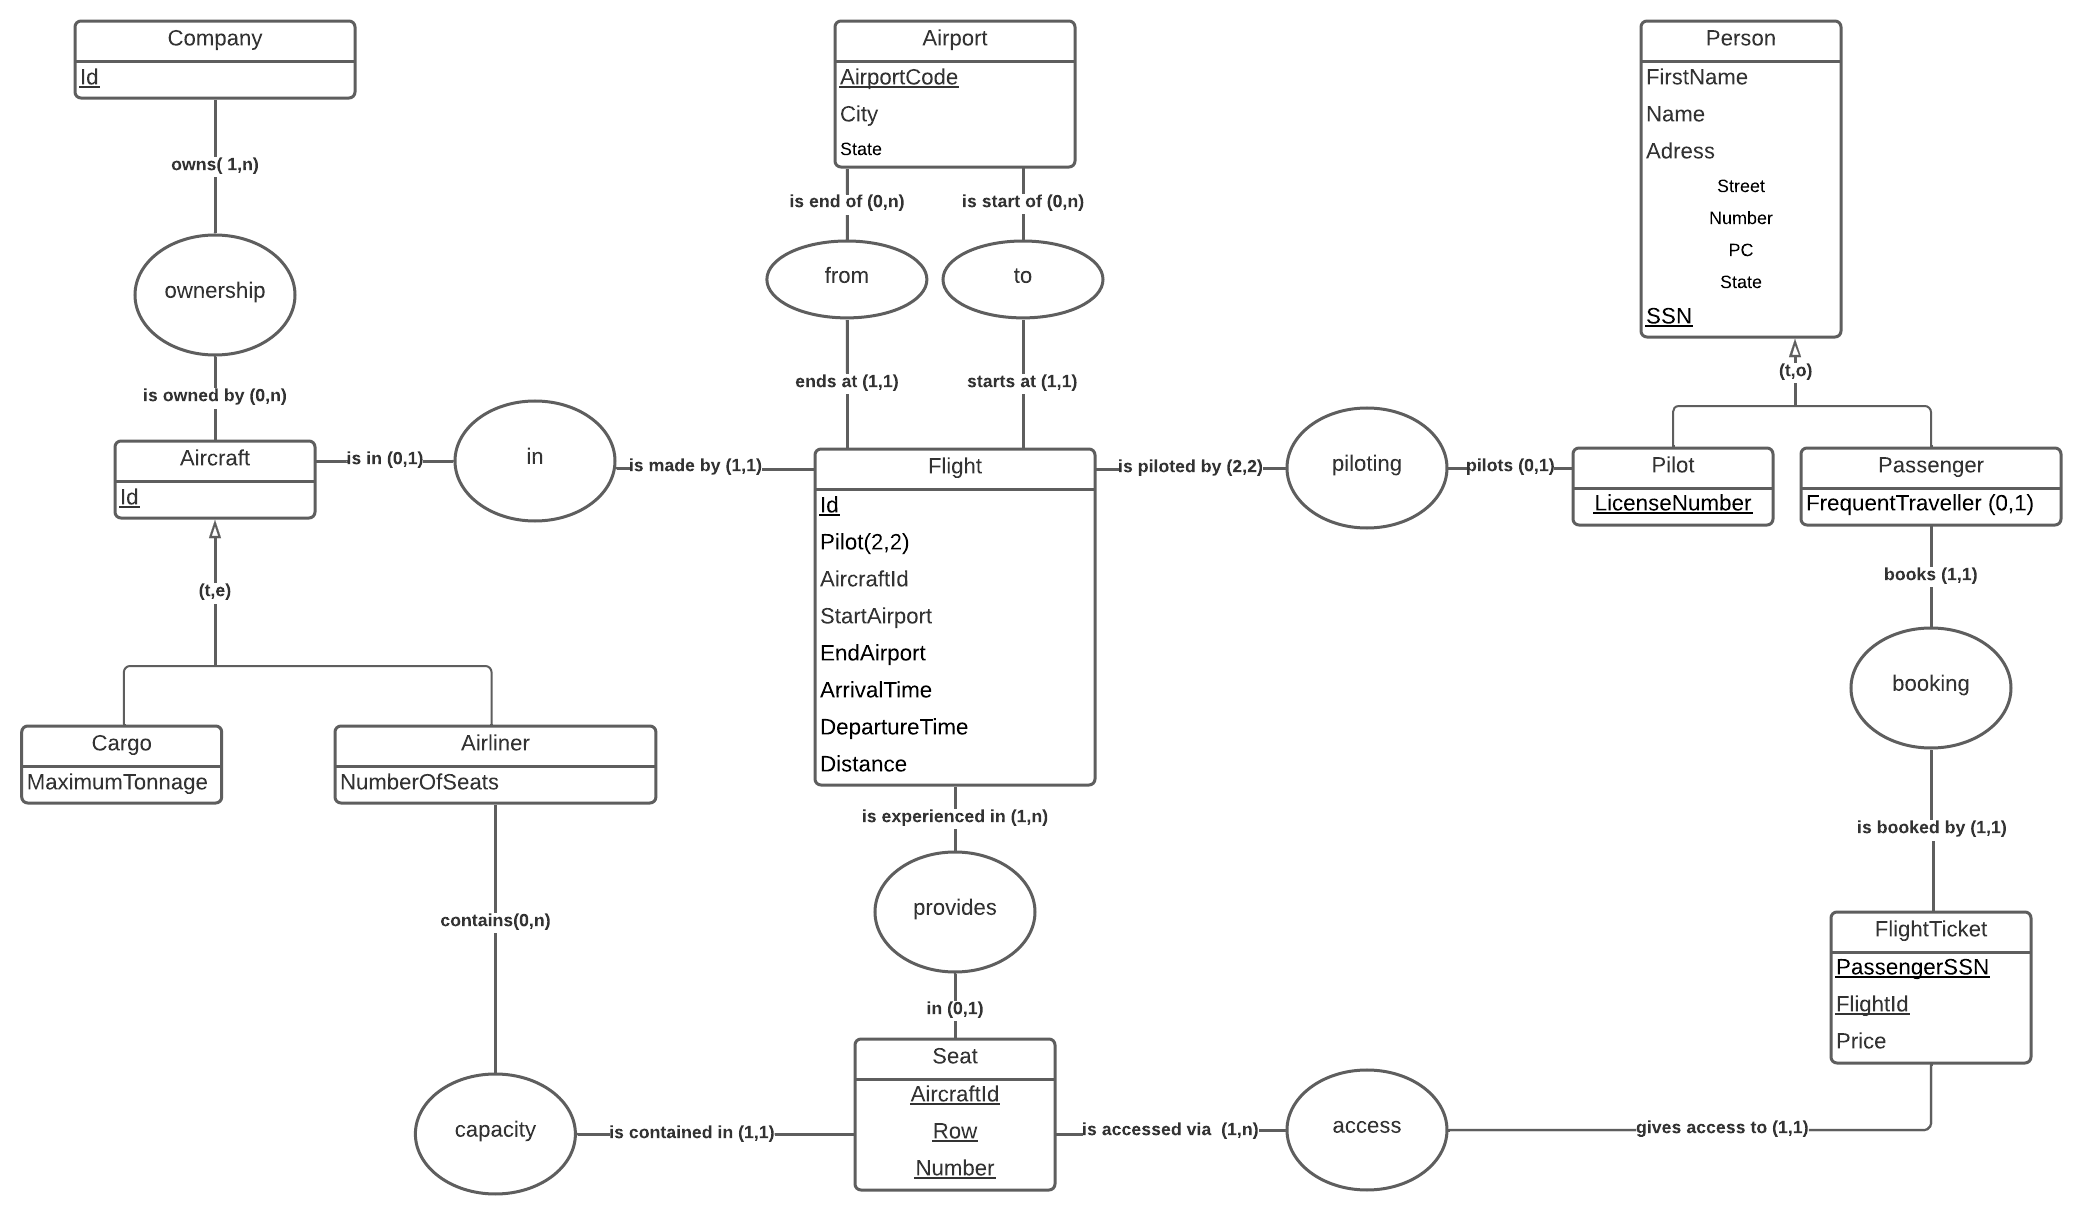 Company
Id
owns( 1,n)
ownership
is owned by (0,n)
Aircraft
Id
is in (0,1)
in
is made by (1,1)
(t,e)
Cargo
MaximumTonnage
Airliner
NumberOfSeats
contains(0,n)
capacity
is contained in (1,1)
Airport
AirportCode
City
State
is end of (0,n)
is start of (0,n)
from
to
ends at (1,1)
starts at (1,1)
Flight
Id
Pilot(2,2)
AircraftId
StartAirport
EndAirport
ArrivalTime
DepartureTime
Distance
is experienced in (1,n)
provides
in (0,1)
Seat
AircraftId
Row
Number
is accessed via (1,n)
access
gives access to (1,1)
is piloted by (2,2)
piloting
pilots (0,1)
Person
FirstName
Name
Adress
Street
Number
PC
State
SSN
(t,o)
Pilot
LicenseNumber
Passenger
FrequentTraveller (0,1)
books (1,1)
booking
is booked by (1,1)
FlightTicket
PassengerSSN
FlightId
Price